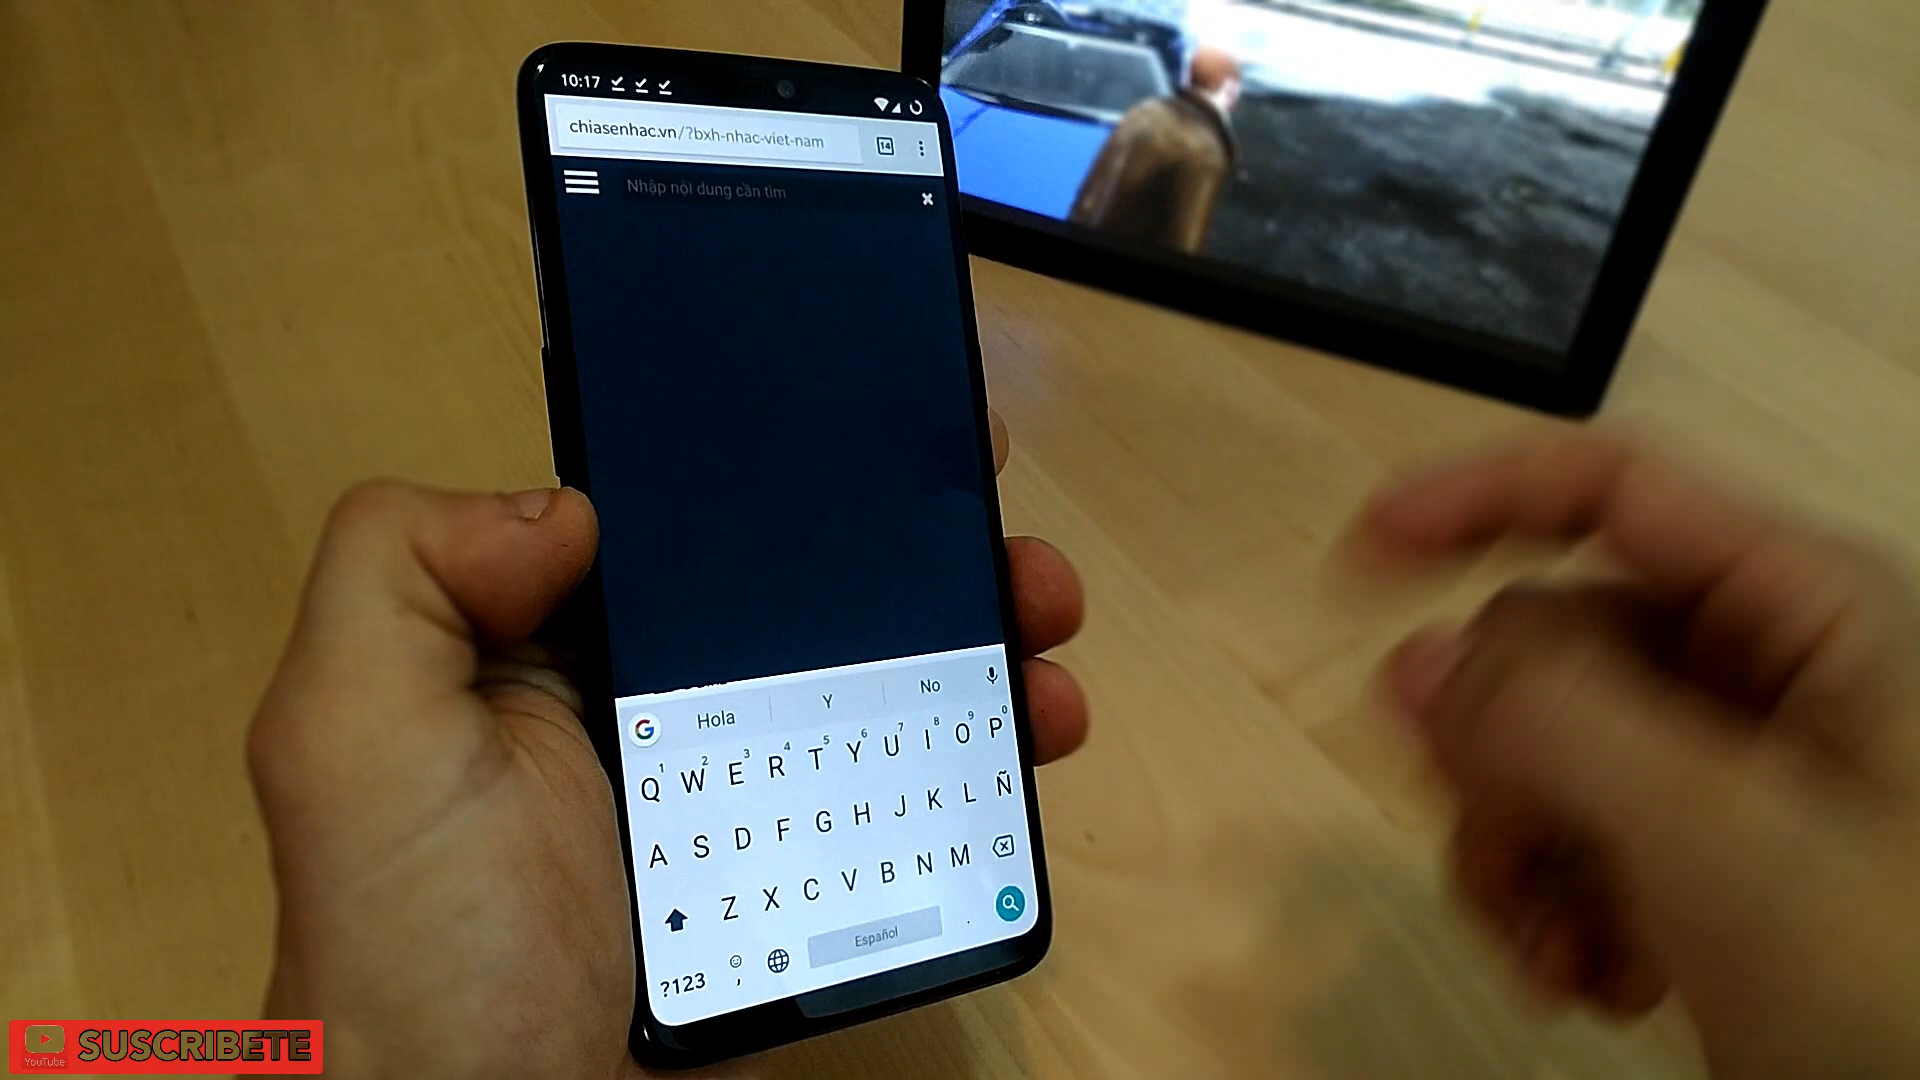 10:17
chiasenhac.vn/?bxh-nhac-viet-nam
14
Nhập nội dung cần tìm
Hola Y No
1 2 3 4 5 6 7 8 9 0
Q W E R T Y U I O P
A S D F G H J K L Ñ
Z X C V B N M
?123 , Español .
YouTube SUSCRIBETE